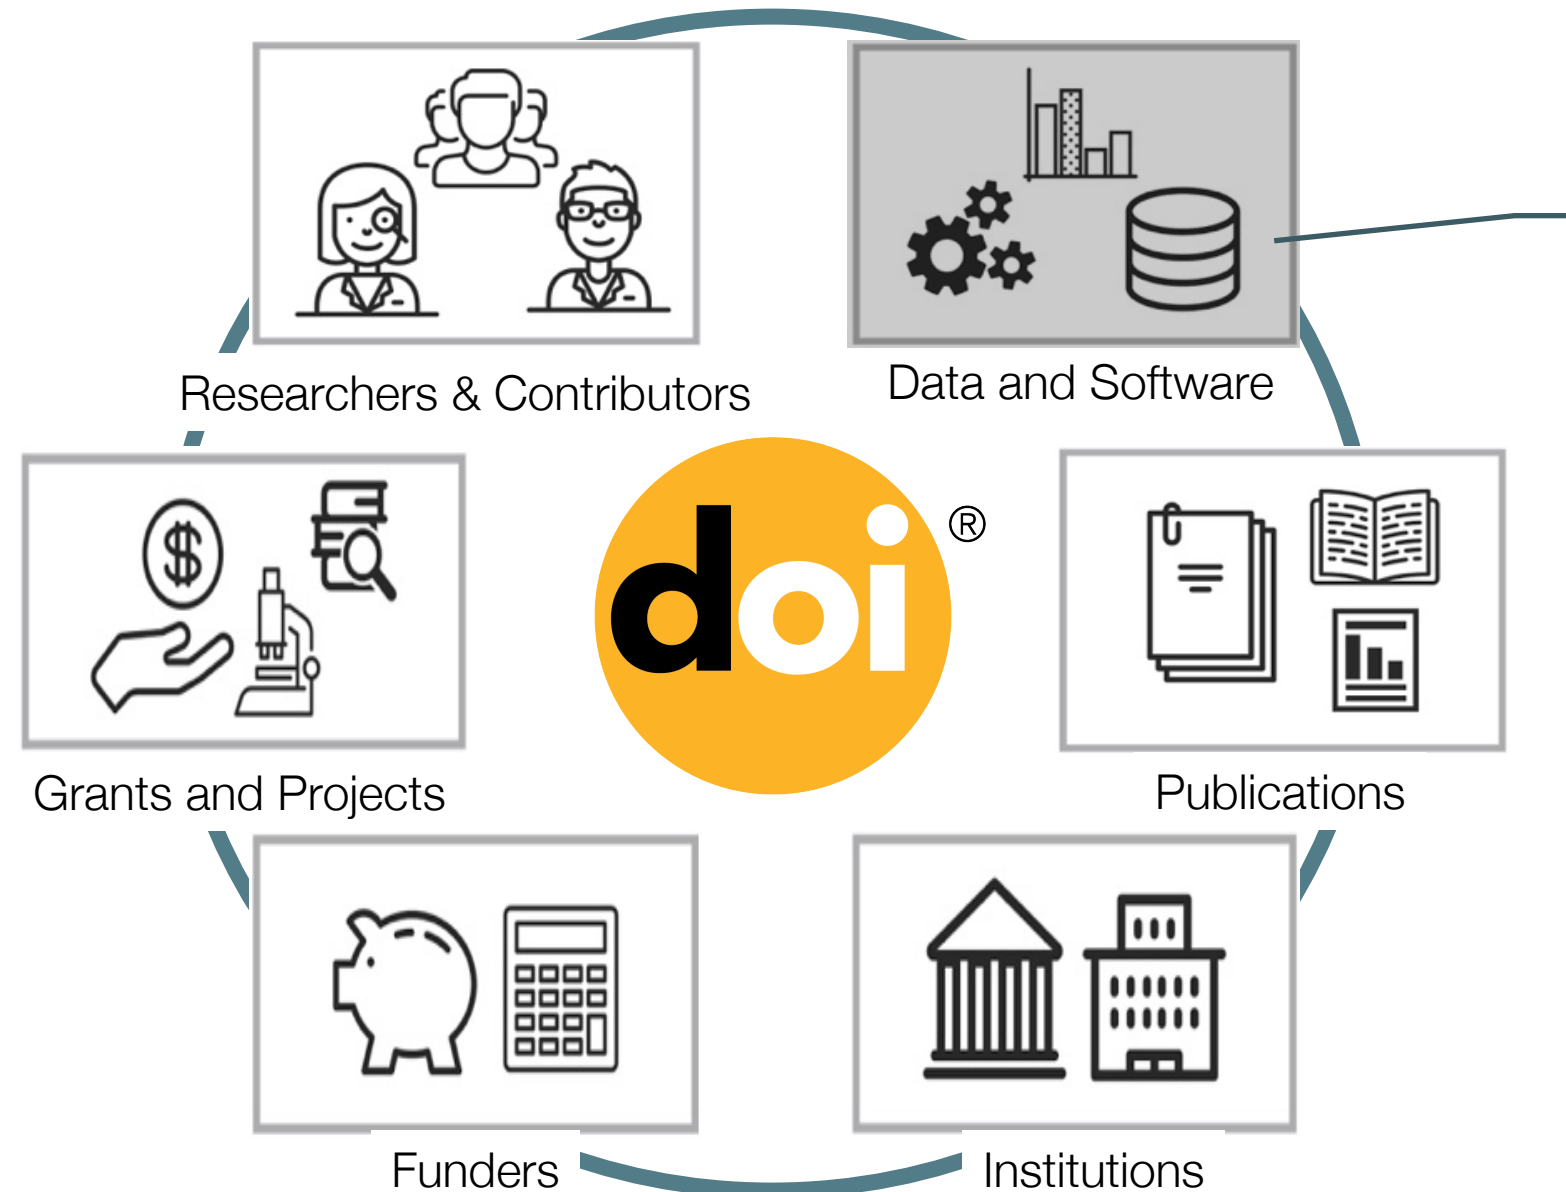 Researchers & Contributors
Data and Software
doi®
Grants and Projects
Publications
Funders
Institutions